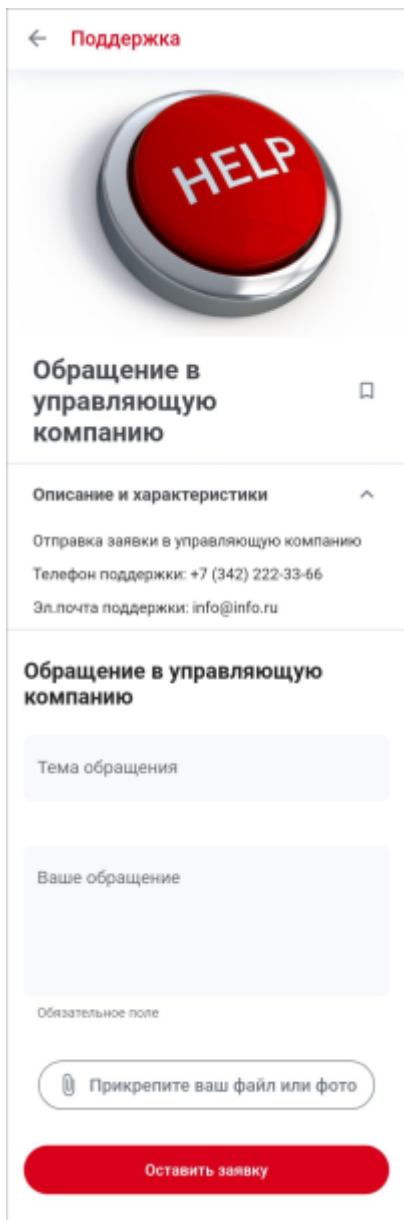 Поддержка
HELP
Обращение в
управляющую
компанию
Описание и характеристики
Отправка заявки в управляющую компанию
Телефон поддержки: +7 (342) 222-33-66
Эл.почта поддержки: info@info.ru
Обращение в управляющую
компанию
Тема обращения
Ваше обращение
Обязательное поле
Прикрепите ваш файл или фото
Оставить заявку